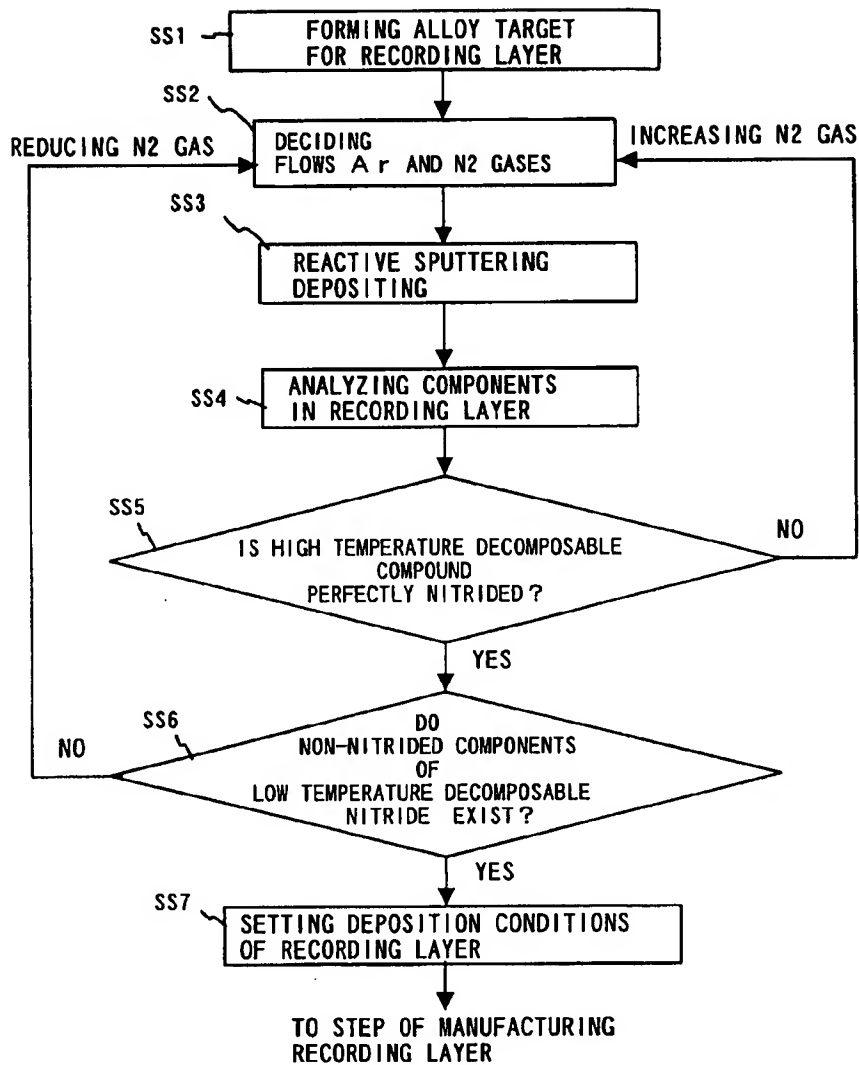 SS1
FORMING ALLOY TARGET
FOR RECORDING LAYER
SS2
REDUCING N2 GAS
DECIDING
FLOWS Ar AND N2 GASES
INCREASING N2 GAS
SS3
REACTIVE SPUTTERING
DEPOSITING
SS4
ANALYZING COMPONENTS
IN RECORDING LAYER
SS5
IS HIGH TEMPERATURE DECOMPOSABLE
COMPOUND
PERFECTLY NITRIDED?
NO
YES
SS6
NO
DO
NON-NITRIDED COMPONENTS
OF
LOW TEMPERATURE DECOMPOSABLE
NITRIDE EXIST?
YES
SS7
SETTING DEPOSITION CONDITIONS
OF RECORDING LAYER
TO STEP OF MANUFACTURING
RECORDING LAYER